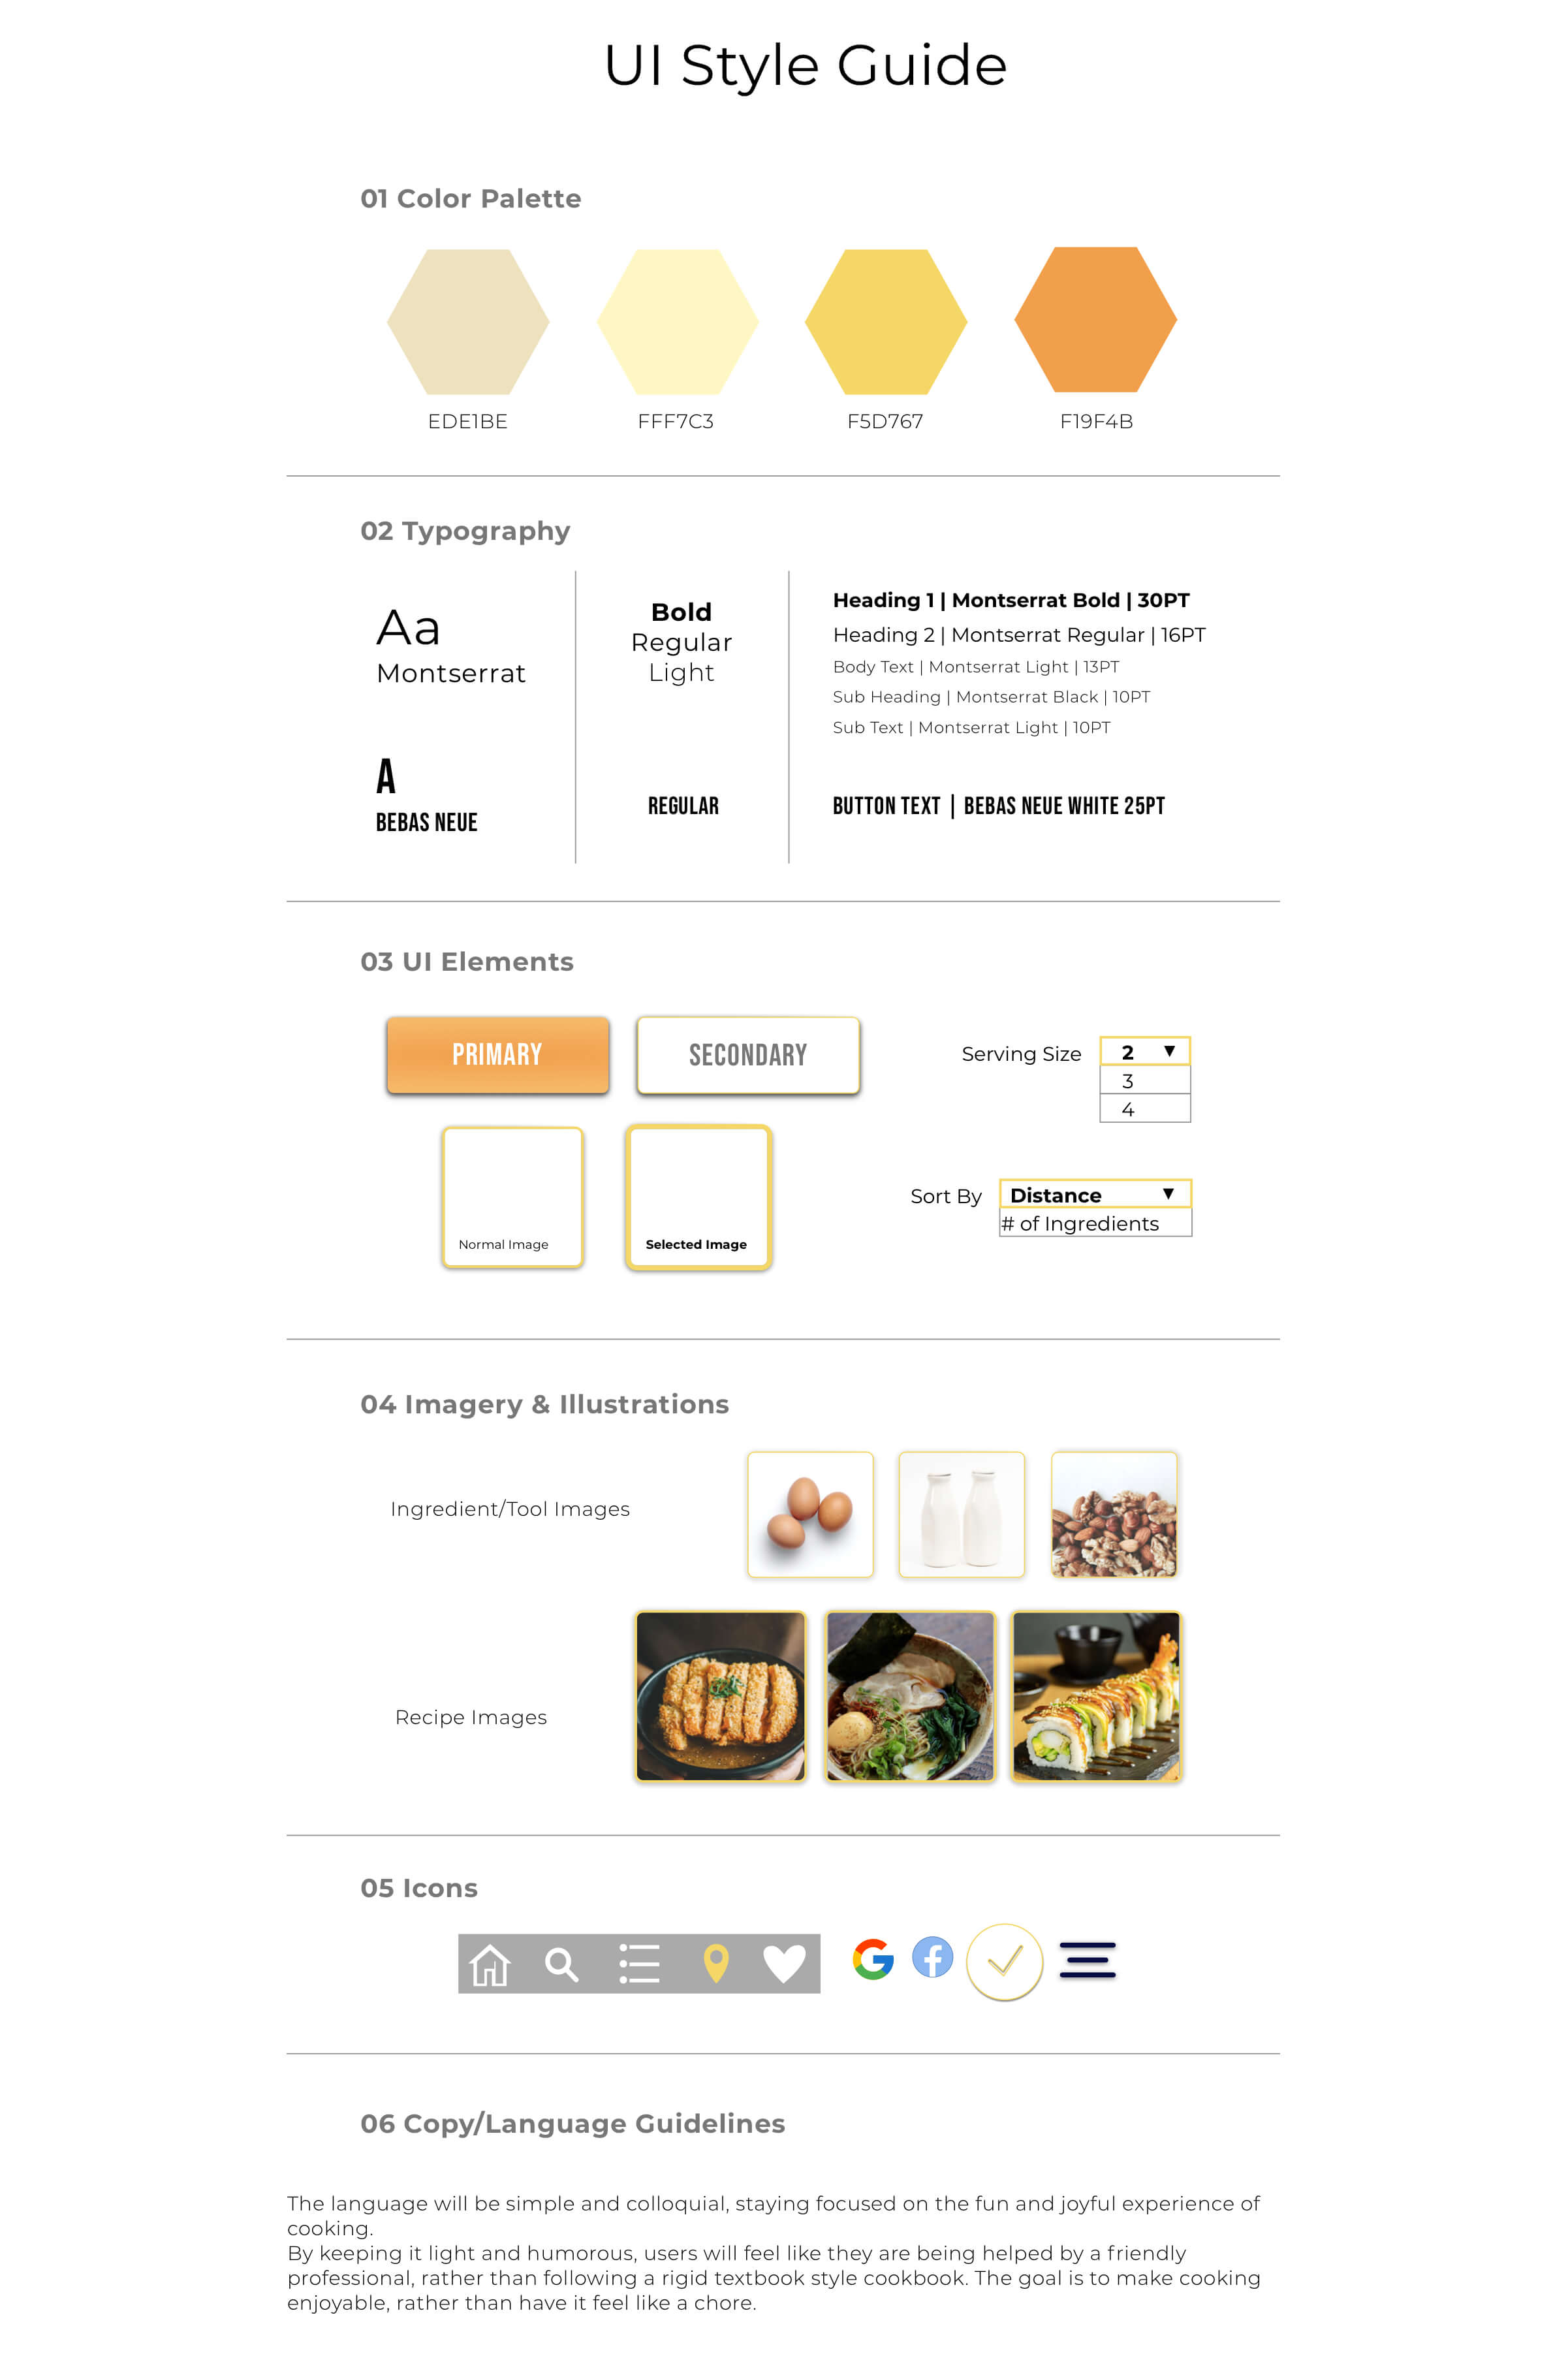 UI Style Guide
01 Color Palette
EDE1BE
FFF7C3
F5D767
F19F4B
02 Typography
Aa
Montserrat
Bold
Regular
Light
Heading 1 | Montserrat Bold | 30PT
Heading 2 | Montserrat Regular | 16PT
Body Text | Montserrat Light | 13PT
Sub Heading | Montserrat Black | 10PT
Sub Text | Montserrat Light | 10PT
A
BEBAS NEUE
REGULAR
BUTTON TEXT | BEBAS NEUE WHITE 25PT
03 UI Elements
PRIMARY
SECONDARY
Serving Size
2 ▼
3
4
Normal Image
Selected Image
Sort By
Distance ▼
# of Ingredients
04 Imagery & Illustrations
Ingredient/Tool Images
Recipe Images
05 Icons
06 Copy/Language Guidelines
The language will be simple and colloquial, staying focused on the fun and joyful experience of
cooking.
By keeping it light and humorous, users will feel like they are being helped by a friendly
professional, rather than following a rigid textbook style cookbook. The goal is to make cooking
enjoyable, rather than have it feel like a chore.